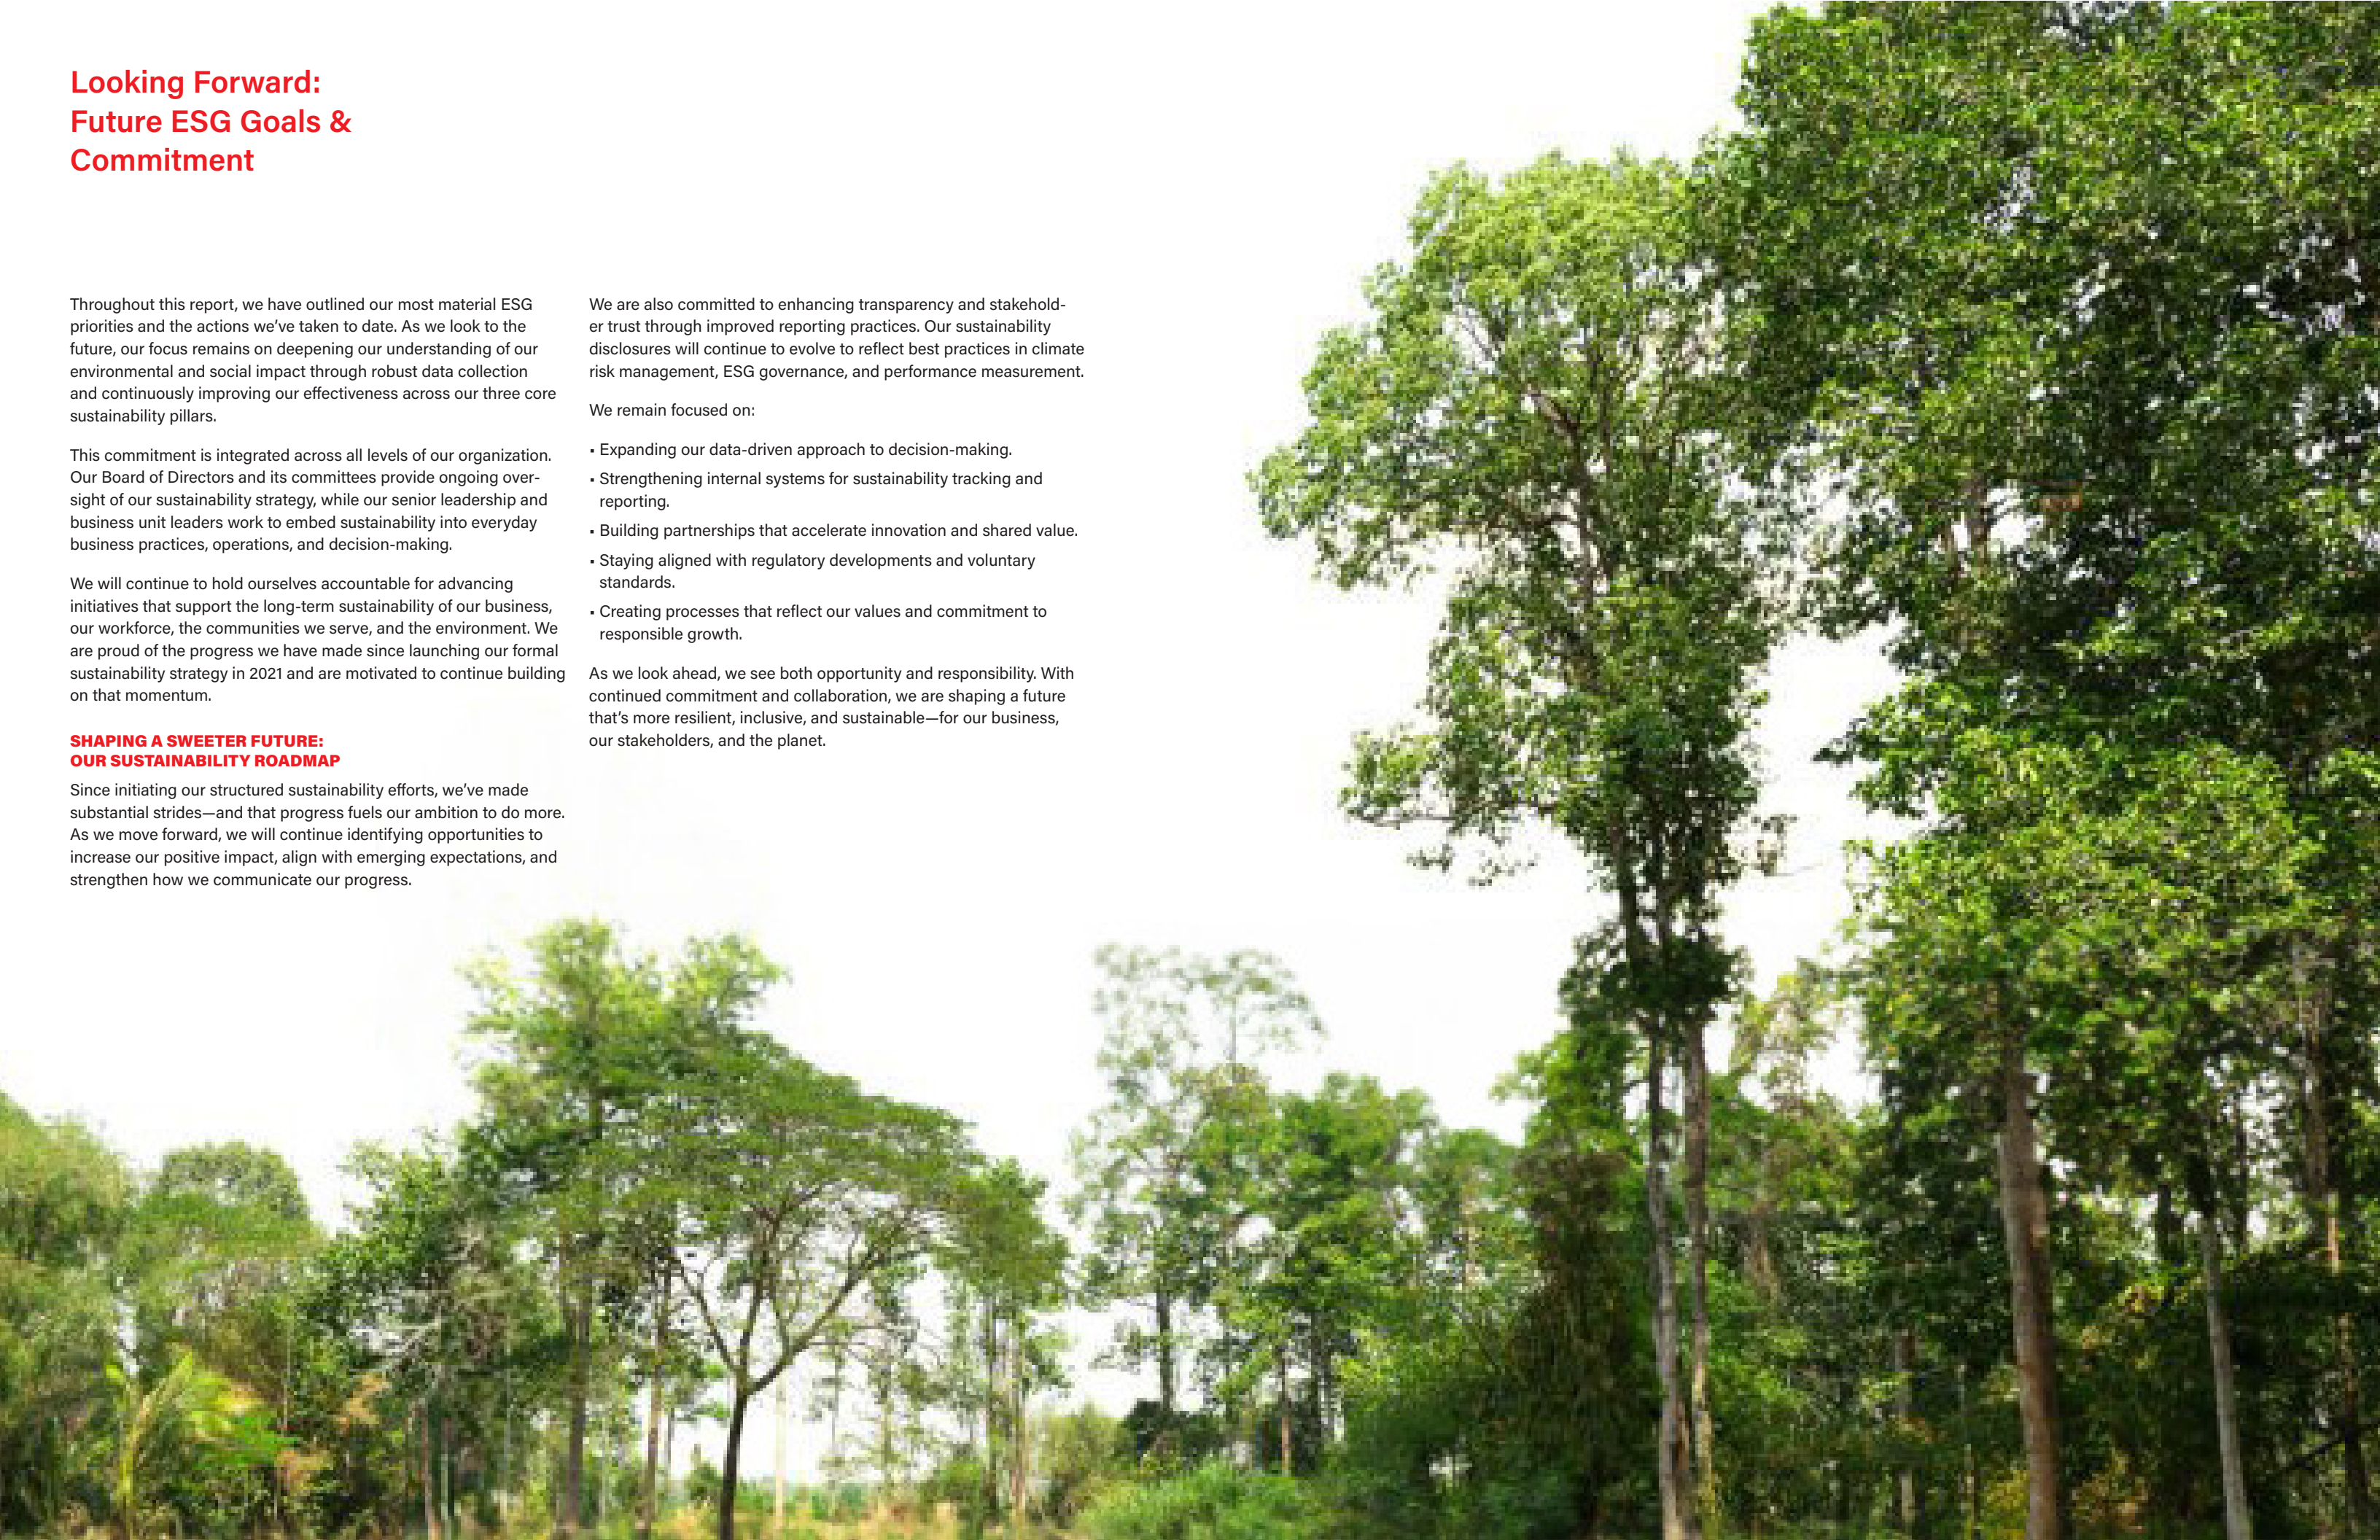 Looking Forward:
Future ESG Goals &
Commitment
Throughout this report, we have outlined our most material ESG
priorities and the actions we’ve taken to date. As we look to the
future, our focus remains on deepening our understanding of our
environmental and social impact through robust data collection
and continuously improving our effectiveness across our three core
sustainability pillars.
This commitment is integrated across all levels of our organization.
Our Board of Directors and its committees provide ongoing over-
sight of our sustainability strategy, while our senior leadership and
business unit leaders work to embed sustainability into everyday
business practices, operations, and decision-making.
We will continue to hold ourselves accountable for advancing
initiatives that support the long-term sustainability of our business,
our workforce, the communities we serve, and the environment. We
are proud of the progress we have made since launching our formal
sustainability strategy in 2021 and are motivated to continue building
on that momentum.
SHAPING A SWEETER FUTURE:
OUR SUSTAINABILITY ROADMAP
Since initiating our structured sustainability efforts, we’ve made
substantial strides—and that progress fuels our ambition to do more.
As we move forward, we will continue identifying opportunities to
increase our positive impact, align with emerging expectations, and
strengthen how we communicate our progress.
We are also committed to enhancing transparency and stakehold-
er trust through improved reporting practices. Our sustainability
disclosures will continue to evolve to reflect best practices in climate
risk management, ESG governance, and performance measurement.
We remain focused on:
▪ Expanding our data-driven approach to decision-making.
▪ Strengthening internal systems for sustainability tracking and
reporting.
▪ Building partnerships that accelerate innovation and shared value.
▪ Staying aligned with regulatory developments and voluntary
standards.
▪ Creating processes that reflect our values and commitment to
responsible growth.
As we look ahead, we see both opportunity and responsibility. With
continued commitment and collaboration, we are shaping a future
that’s more resilient, inclusive, and sustainable—for our business,
our stakeholders, and the planet.